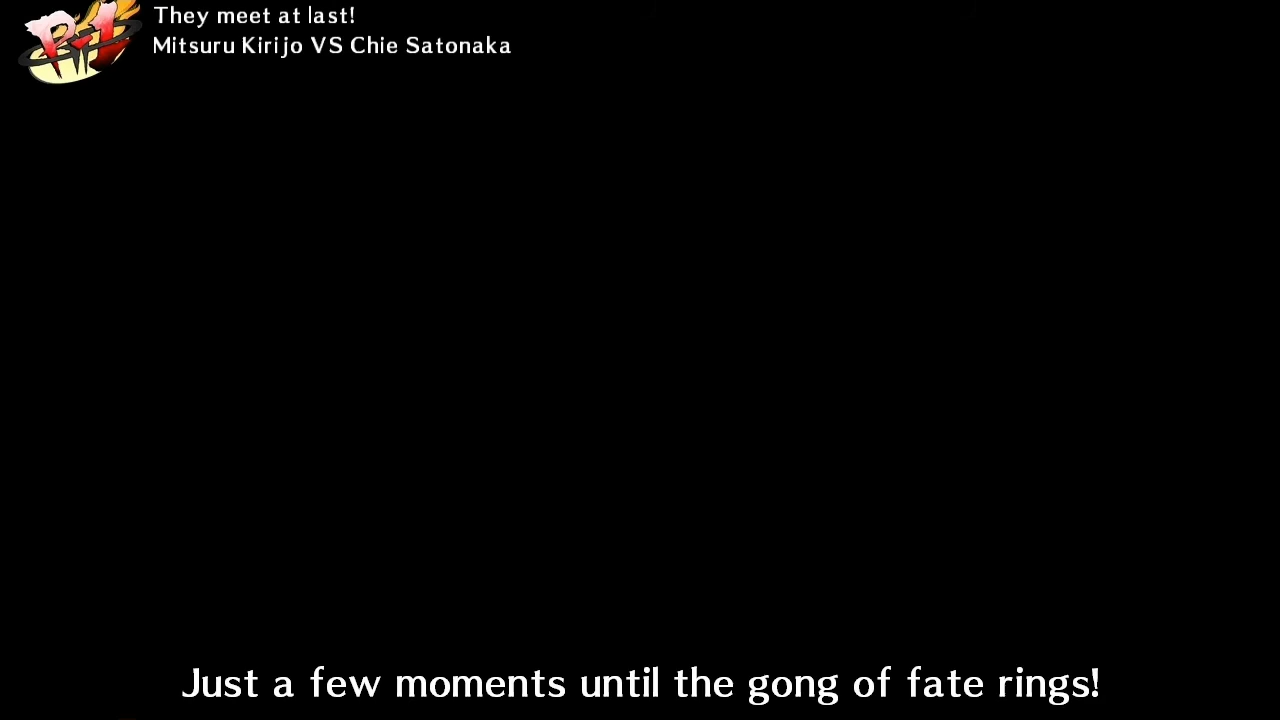 They meet at last!
Mitsuru Kirijo VS Chie Satonaka
Just a few moments until the gong of fate rings!